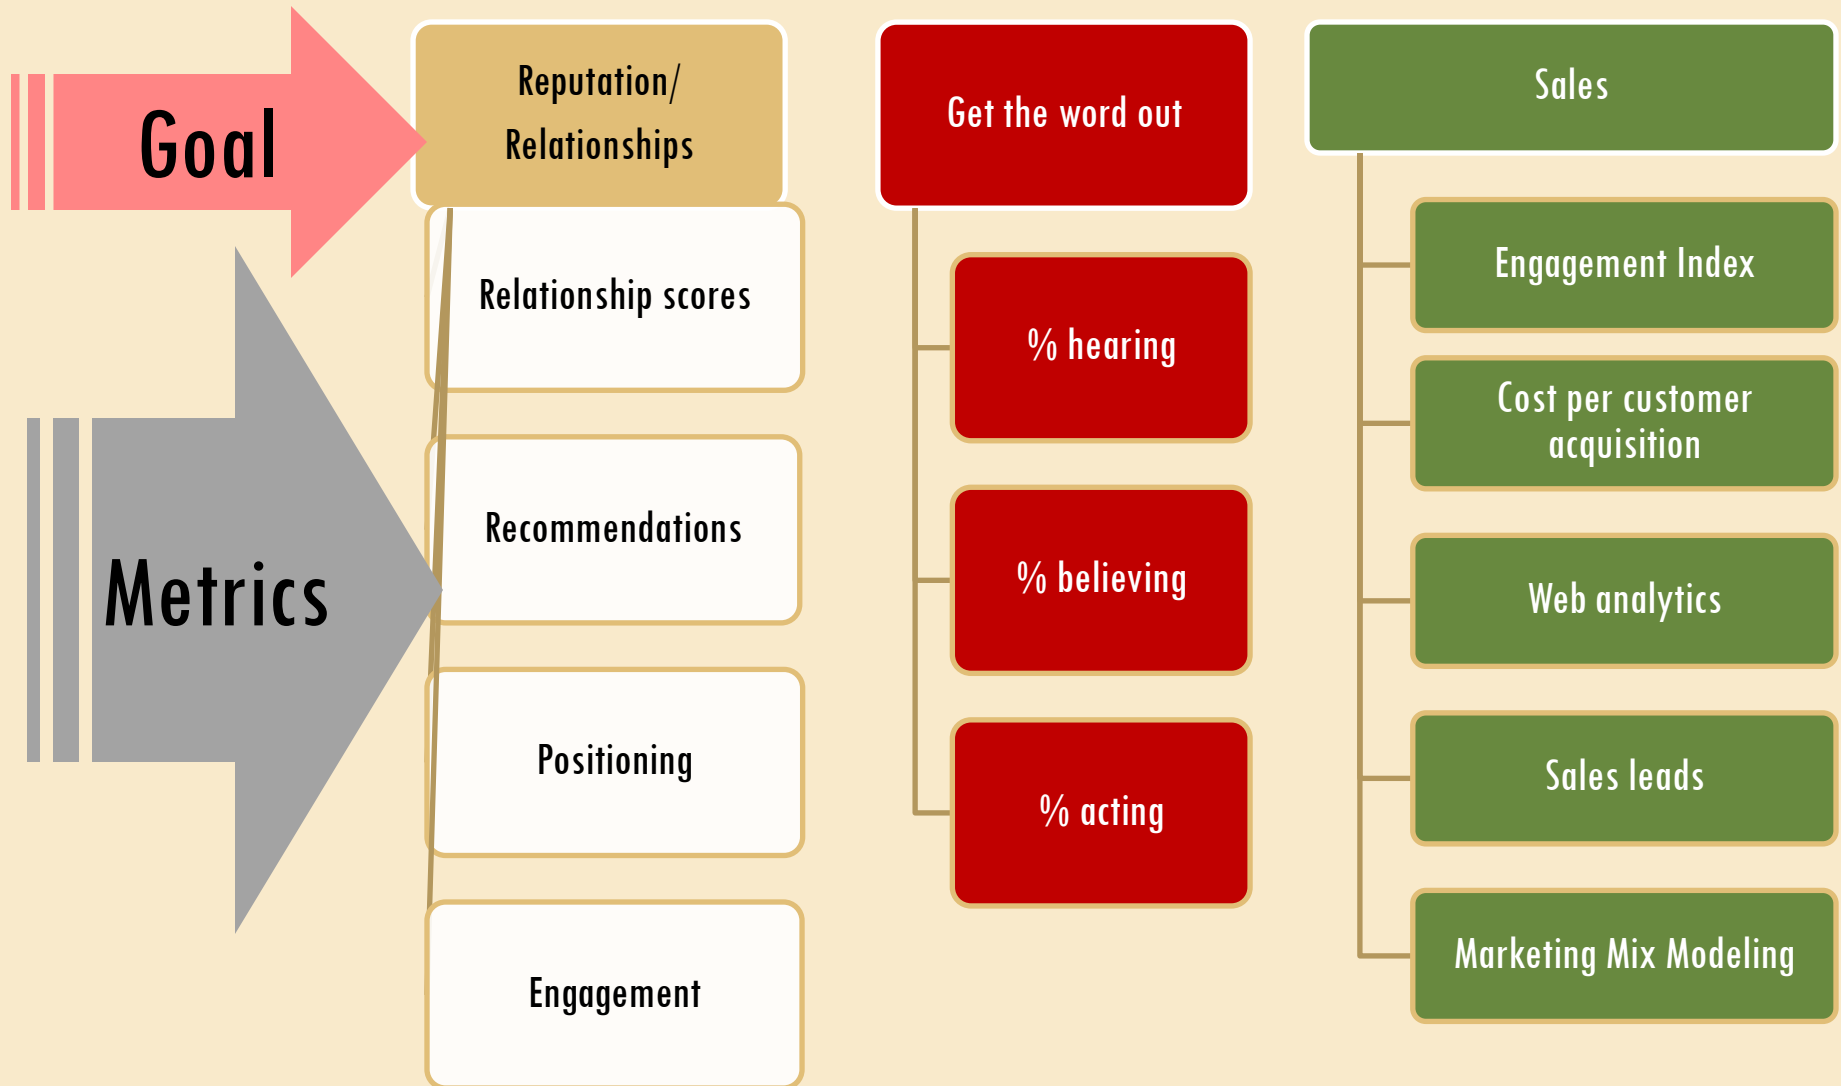 Goal
Reputation/
Relationships
Get the word out
Sales
Metrics
Relationship scores
Recommendations
Positioning
Engagement
% hearing
% believing
% acting
Engagement Index
Cost per customer
acquisition
Web analytics
Sales leads
Marketing Mix Modeling